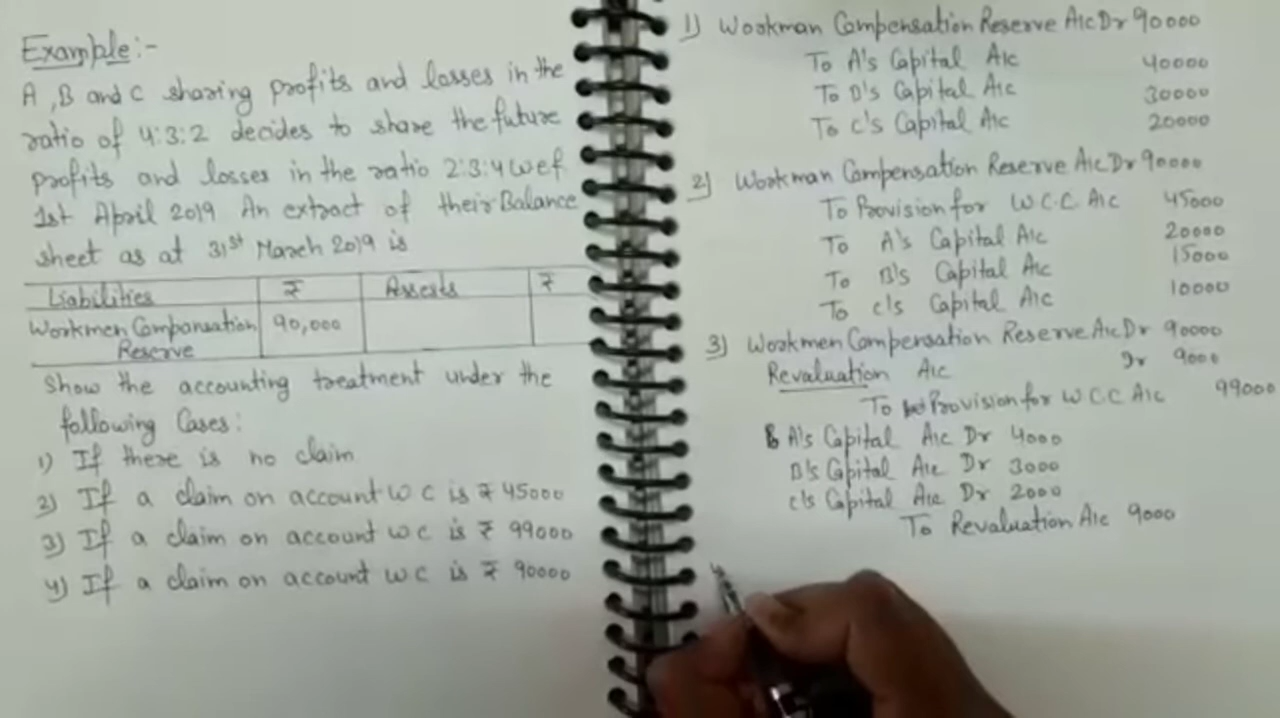 Example:-
A, B and C sharing profits and losses in the
ratio of 4:3:2 decides to share the future
profits and losses in the ratio 2:3:4 wef
1st April 2019 An extract of their Balance
sheet as at 31st March 2019 is
Liabilities ₹ Assets ₹
Workmen Compansation 90,000
Reserve
Show the accounting treatment under the
following Cases:
1) If there is no claim
2) If a claim on account W C is ₹ 45000
3) If a claim on account W C is ₹ 99000
4) If a claim on account W C is ₹ 90000
1) Workman Compensation Reserve A/c Dr 90000
To A's Capital A/c 40000
To B's Capital A/c 30000
To C's Capital A/c 20000
2) Workman Compensation Reserve A/c Dr 90000
To Provision for W.C.C A/c 45000
To A's Capital A/c 20000
To B's Capital A/c 15000
To C's Capital A/c 10000
3) Workmen Compensation Reserve A/c Dr 90000
Revaluation A/c Dr 9000
To Provision for W C C A/c 99000
A's Capital A/c Dr 4000
B's Capital A/c Dr 3000
C's Capital A/c Dr 2000
To Revaluation A/c 9000